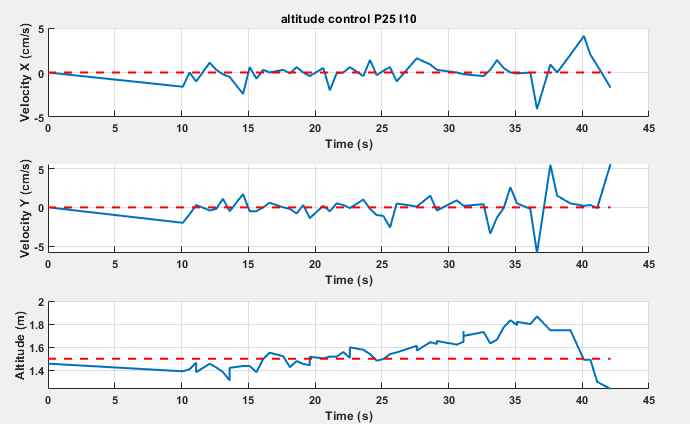 altitude control P25 I10
Velocity X (cm/s)
5
0
-5
0 5 10 15 20 25 30 35 40 45
Time (s)
Velocity Y (cm/s)
5
0
-5
0 5 10 15 20 25 30 35 40 45
Time (s)
Altitude (m)
2
1.8
1.6
1.4
0 5 10 15 20 25 30 35 40 45
Time (s)